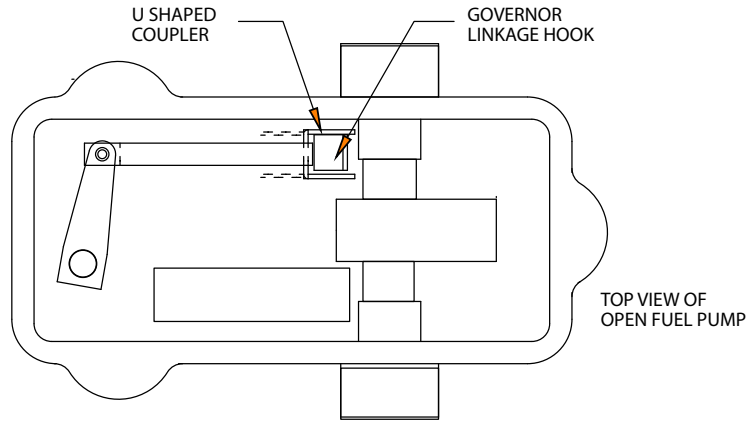 U SHAPED
COUPLER
GOVERNOR
LINKAGE HOOK
TOP VIEW OF
OPEN FUEL PUMP